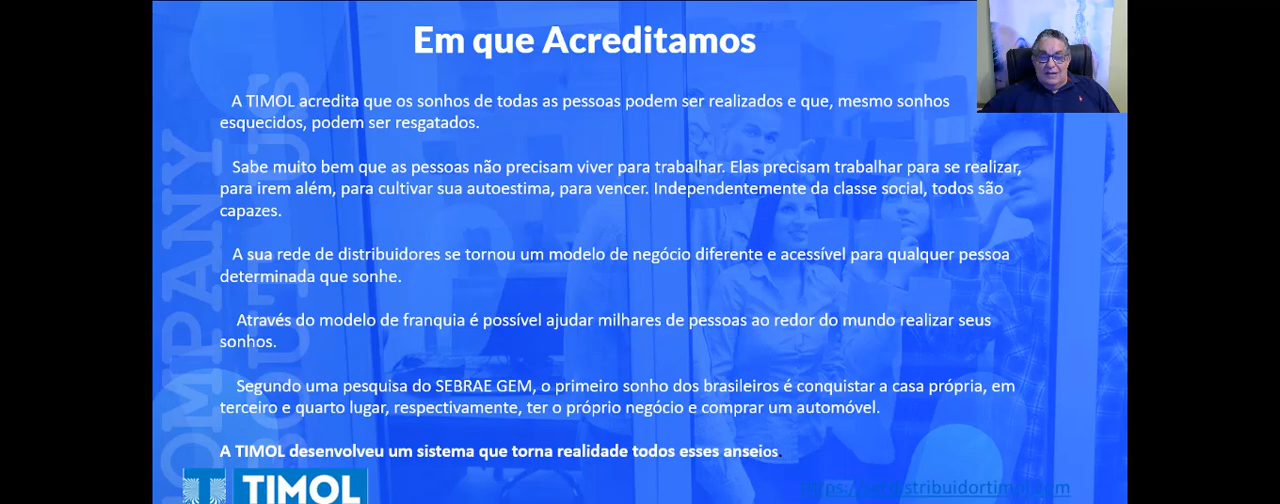 Em que Acreditamos
A TIMOL acredita que os sonhos de todas as pessoas podem ser realizados e que, mesmo sonhos
esquecidos, podem ser resgatados.
Sabe muito bem que as pessoas não precisam viver para trabalhar. Elas precisam trabalhar para se realizar,
para irem além, para cultivar sua autoestima, para vencer. Independentemente da classe social, todos são
capazes.
A sua rede de distribuidores se tornou um modelo de negócio diferente e acessível para qualquer pessoa
determinada que sonhe.
Através do modelo de franquia é possível ajudar milhares de pessoas ao redor do mundo realizar seus
sonhos.
Segundo uma pesquisa do SEBRAE GEM, o primeiro sonho dos brasileiros é conquistar a casa própria, em
terceiro e quarto lugar, respectivamente, ter o próprio negócio e comprar um automóvel.
A TIMOL desenvolveu um sistema que torna realidade todos esses anseios.
TIMOL
COMPANY
ABOUT US